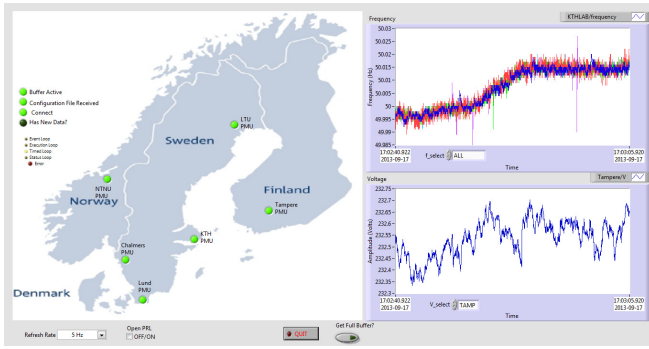 Buffer Active
Configuration File Received
Connect
Has New Data?
Event Loop
Execution Loop
Timed Loop
Status Loop
Error
LTU
PMU
Sweden
NTNU
PMU
Norway
Finland
Tampere
PMU
KTH
PMU
Chalmers
PMU
Lund
PMU
Denmark
Refresh Rate
5 Hz
Open PRL
OFF/ON
QUIT
Get Full Buffer?
Frequency
KTHLAB/frequency
50.03
50.025
50.02
50.015
50.01
50.005
50
49.995
49.99
49.985
Frequency (Hz)
17:02:40.922
2013-09-17
17:03:05.920
2013-09-17
f_select
ALL
Time
Voltage
Tampere/V
232.75
232.7
232.65
232.6
232.55
232.5
232.45
232.4
232.35
232.3
Amplitude (Volts)
17:02:40.922
2013-09-17
17:03:05.920
2013-09-17
V_select
TAMP
Time